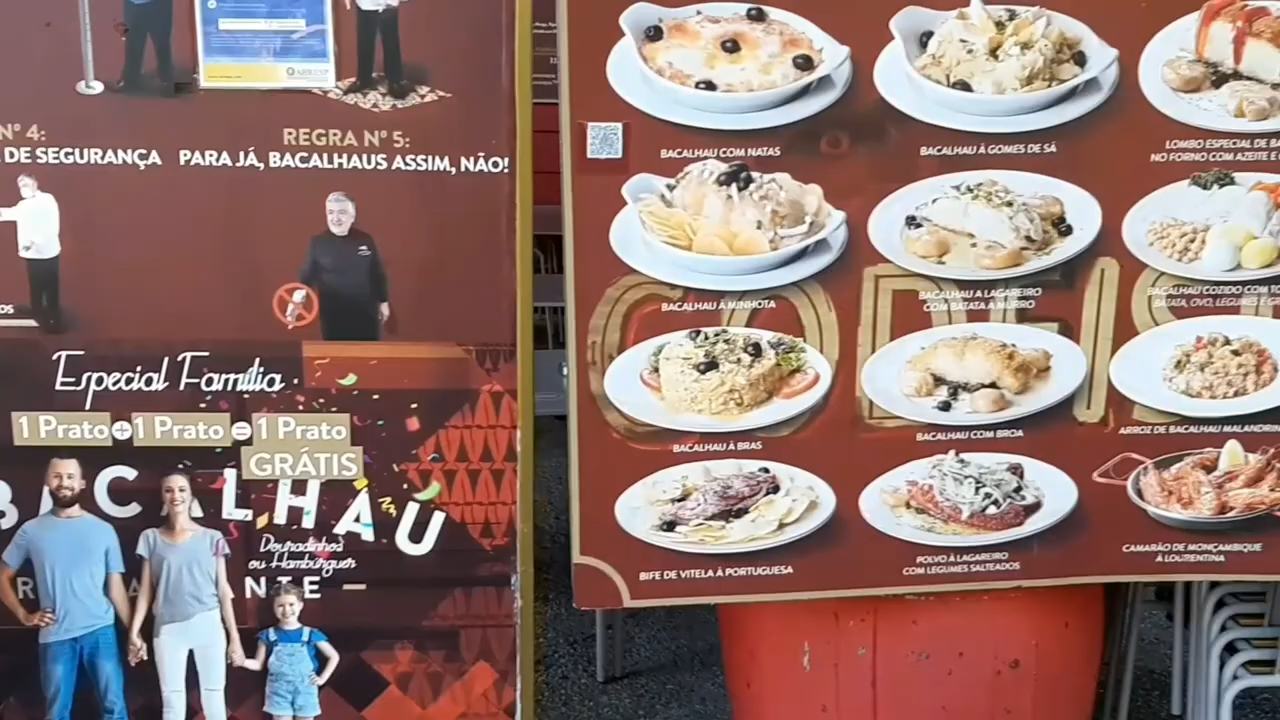 AHRESP
Nº 4:
DE SEGURANÇA
REGRA Nº 5:
PARA JÁ, BACALHAUS ASSIM, NÃO!
Especial Família
1 Prato + 1 Prato = 1 Prato
GRÁTIS
BACALHAU
Douradinhos
ou Hambúrguer
BACALHAU COM NATAS
BACALHAU À GOMES DE SÁ
LOMBO ESPECIAL DE BA
NO FORNO COM AZEITE E
BACALHAU À MINHOTA
BACALHAU A LAGAREIRO
COM BATATA A MURRO
BACALHAU COZIDO COM TO
BATATA, OVO, LEGUMES E G
BACALHAU À BRAS
BACALHAU COM BROA
ARROZ DE BACALHAU MALANDRIN
BIFE DE VITELA À PORTUGUESA
POLVO À LAGAREIRO
COM LEGUMES SALTEADOS
CAMARÃO DE MONÇAMBIQUE
À LOURENTINA